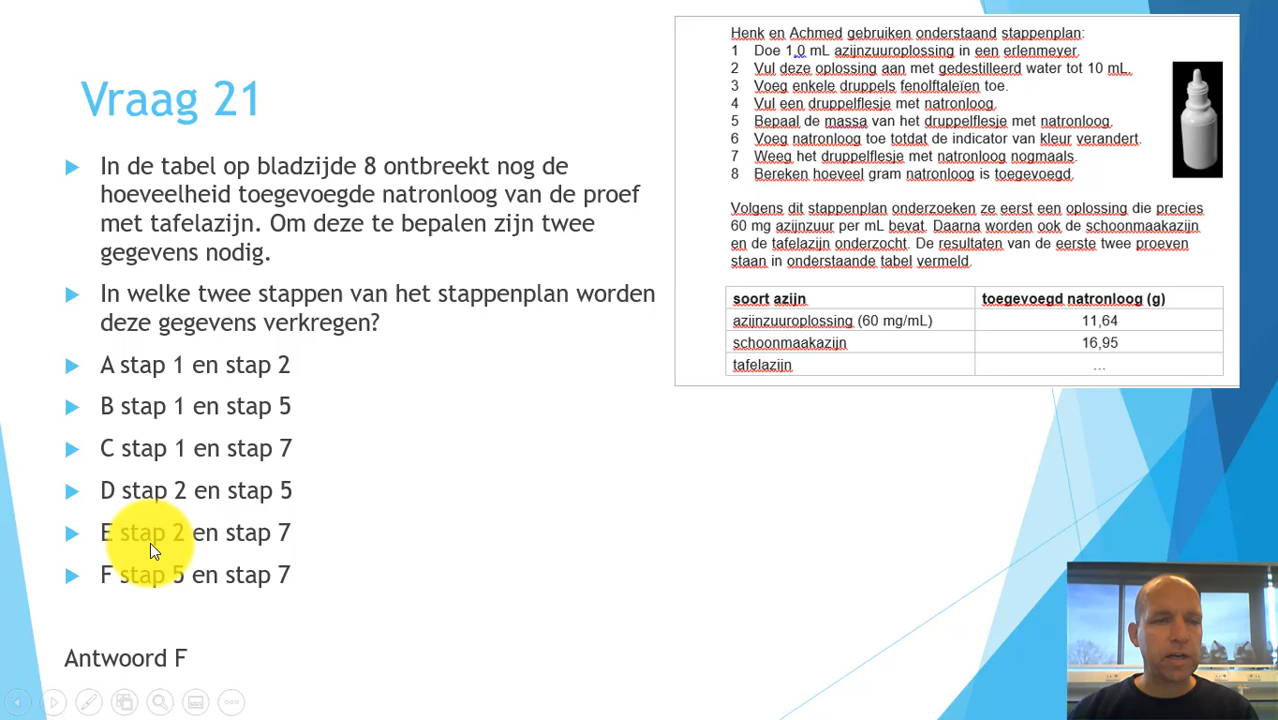 Vraag 21
In de tabel op bladzijde 8 ontbreekt nog de
hoeveelheid toegevoegde natronloog van de proef
met tafelazijn. Om deze te bepalen zijn twee
gegevens nodig.
In welke twee stappen van het stappenplan worden
deze gegevens verkregen?
A stap 1 en stap 2
B stap 1 en stap 5
C stap 1 en stap 7
D stap 2 en stap 5
E stap 2 en stap 7
F stap 5 en stap 7
Antwoord F
Henk en Achmed gebruiken onderstaand stappenplan:
1 Doe 1,0 mL azijnzuuroplossing in een erlenmeyer.
2 Vul deze oplossing aan met gedestilleerd water tot 10 mL.
3 Voeg enkele druppels fenolftaleïen toe.
4 Vul een druppelflesje met natronloog.
5 Bepaal de massa van het druppelflesje met natronloog.
6 Voeg natronloog toe totdat de indicator van kleur verandert.
7 Weeg het druppelflesje met natronloog nogmaals.
8 Bereken hoeveel gram natronloog is toegevoegd.
Volgens dit stappenplan onderzoeken ze eerst een oplossing die precies
60 mg azijnzuur per mL bevat. Daarna worden ook de schoonmaakazijn
en de tafelazijn onderzocht. De resultaten van de eerste twee proeven
staan in onderstaande tabel vermeld.
soort azijn toegevoegd natronloog (g)
azijnzuuroplossing (60 mg/mL) 11,64
schoonmaakazijn 16,95
tafelazijn ...